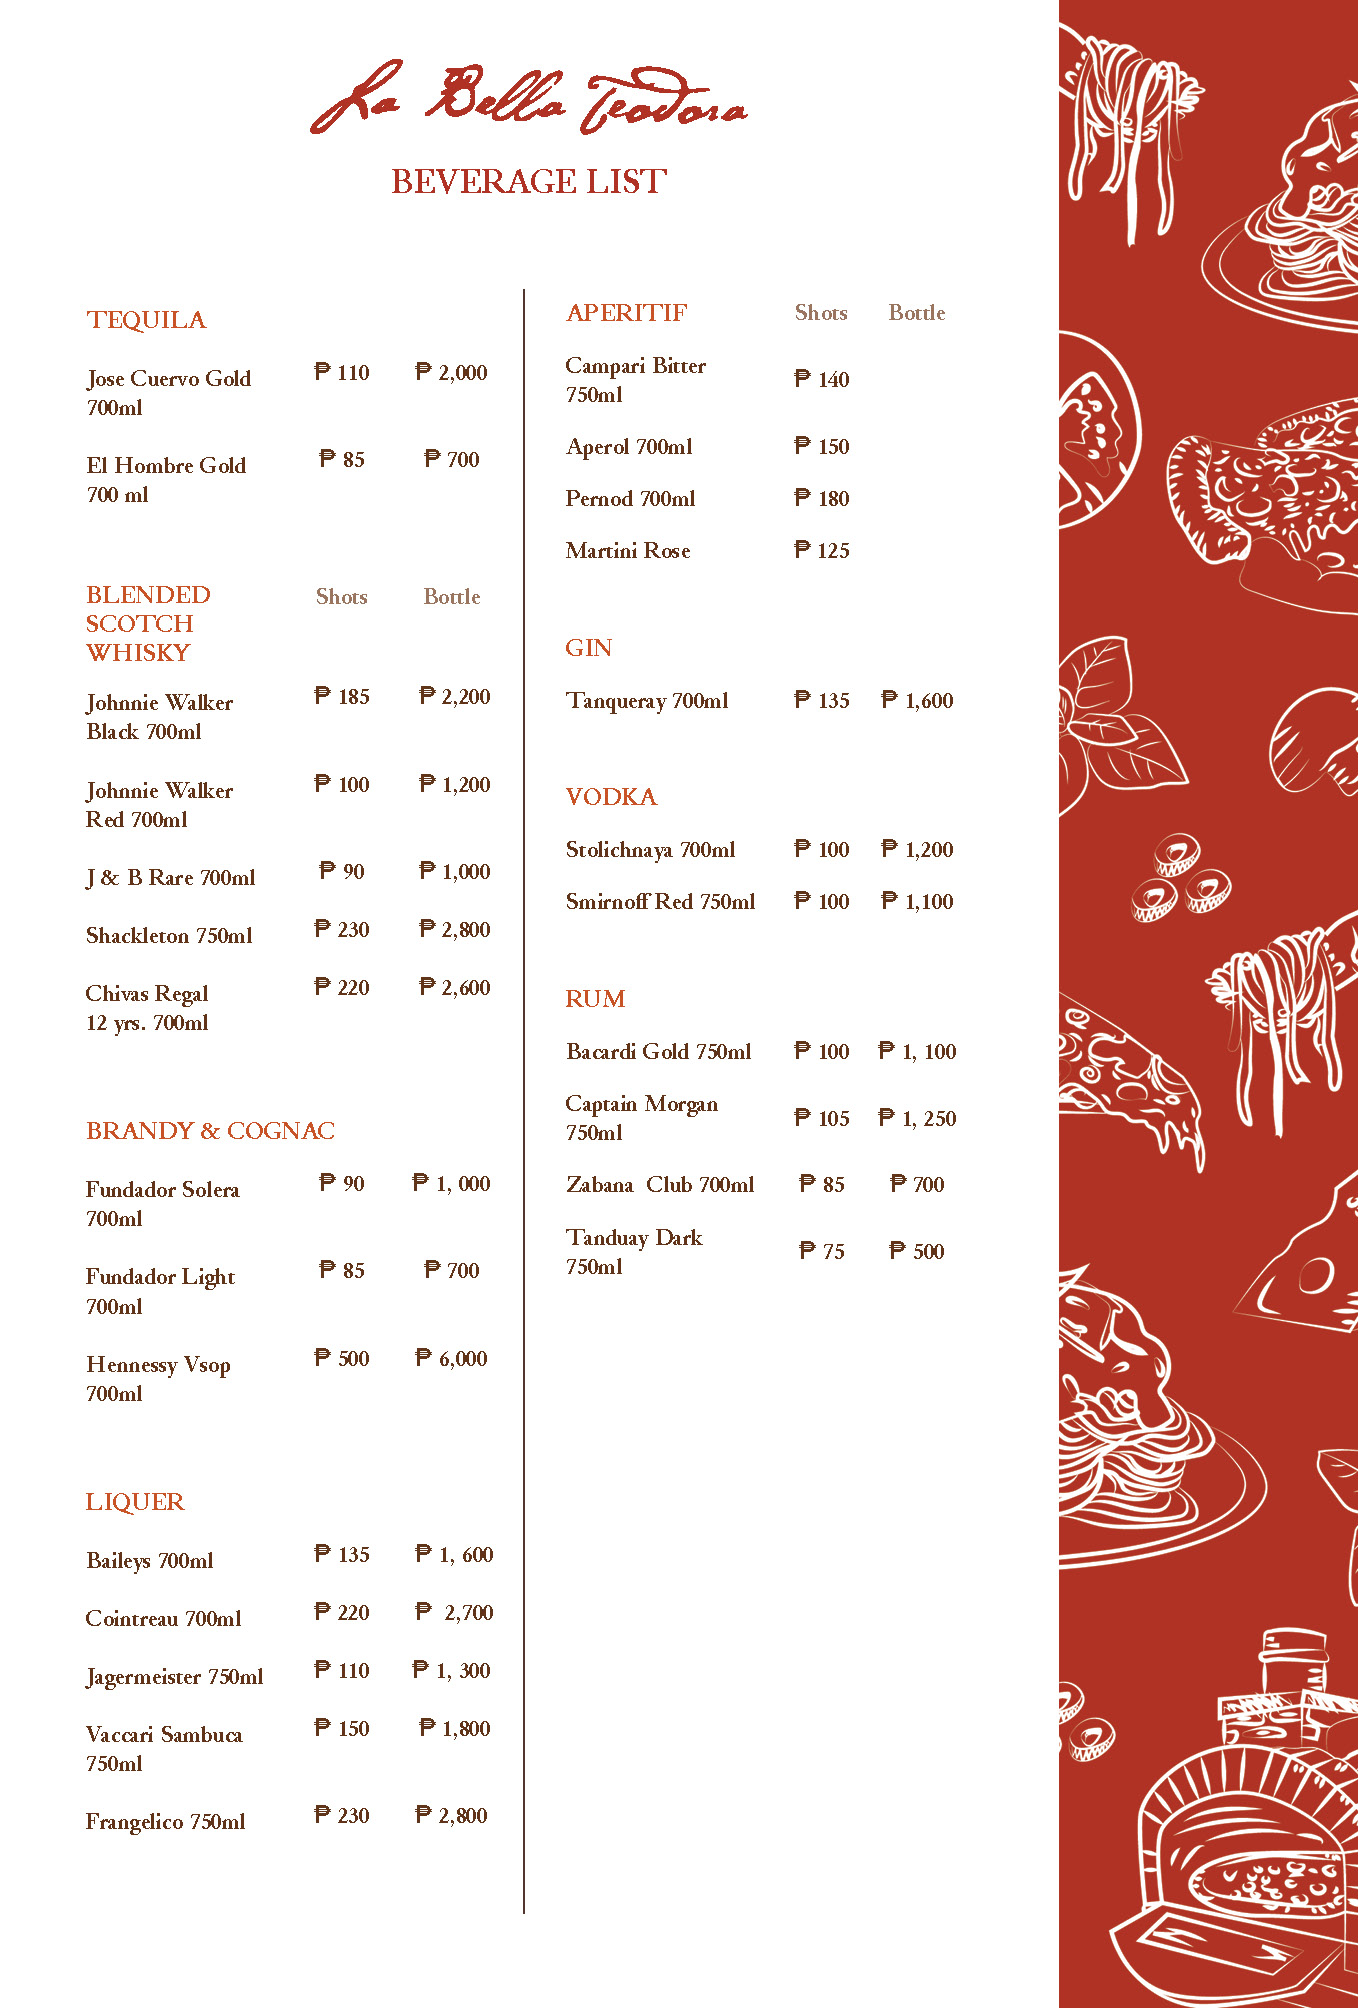 La Bella Teodora
BEVERAGE LIST
TEQUILA
Jose Cuervo Gold ₱ 110 ₱ 2,000
700ml
El Hombre Gold ₱ 85 ₱ 700
700 ml
BLENDED Shots Bottle
SCOTCH
WHISKY
Johnnie Walker ₱ 185 ₱ 2,200
Black 700ml
Johnnie Walker ₱ 100 ₱ 1,200
Red 700ml
J & B Rare 700ml ₱ 90 ₱ 1,000
Shackleton 750ml ₱ 230 ₱ 2,800
Chivas Regal ₱ 220 ₱ 2,600
12 yrs. 700ml
BRANDY & COGNAC
Fundador Solera ₱ 90 ₱ 1, 000
700ml
Fundador Light ₱ 85 ₱ 700
700ml
Hennessy Vsop ₱ 500 ₱ 6,000
700ml
LIQUER
Baileys 700ml ₱ 135 ₱ 1, 600
Cointreau 700ml ₱ 220 ₱ 2,700
Jagermeister 750ml ₱ 110 ₱ 1, 300
Vaccari Sambuca ₱ 150 ₱ 1,800
750ml
Frangelico 750ml ₱ 230 ₱ 2,800
APERITIF Shots Bottle
Campari Bitter
750ml ₱ 140
Aperol 700ml ₱ 150
Pernod 700ml ₱ 180
Martini Rose ₱ 125
GIN
Tanqueray 700ml ₱ 135 ₱ 1,600
VODKA
Stolichnaya 700ml ₱ 100 ₱ 1,200
Smirnoff Red 750ml ₱ 100 ₱ 1,100
RUM
Bacardi Gold 750ml ₱ 100 ₱ 1, 100
Captain Morgan
750ml ₱ 105 ₱ 1, 250
Zabana Club 700ml ₱ 85 ₱ 700
Tanduay Dark
750ml ₱ 75 ₱ 500